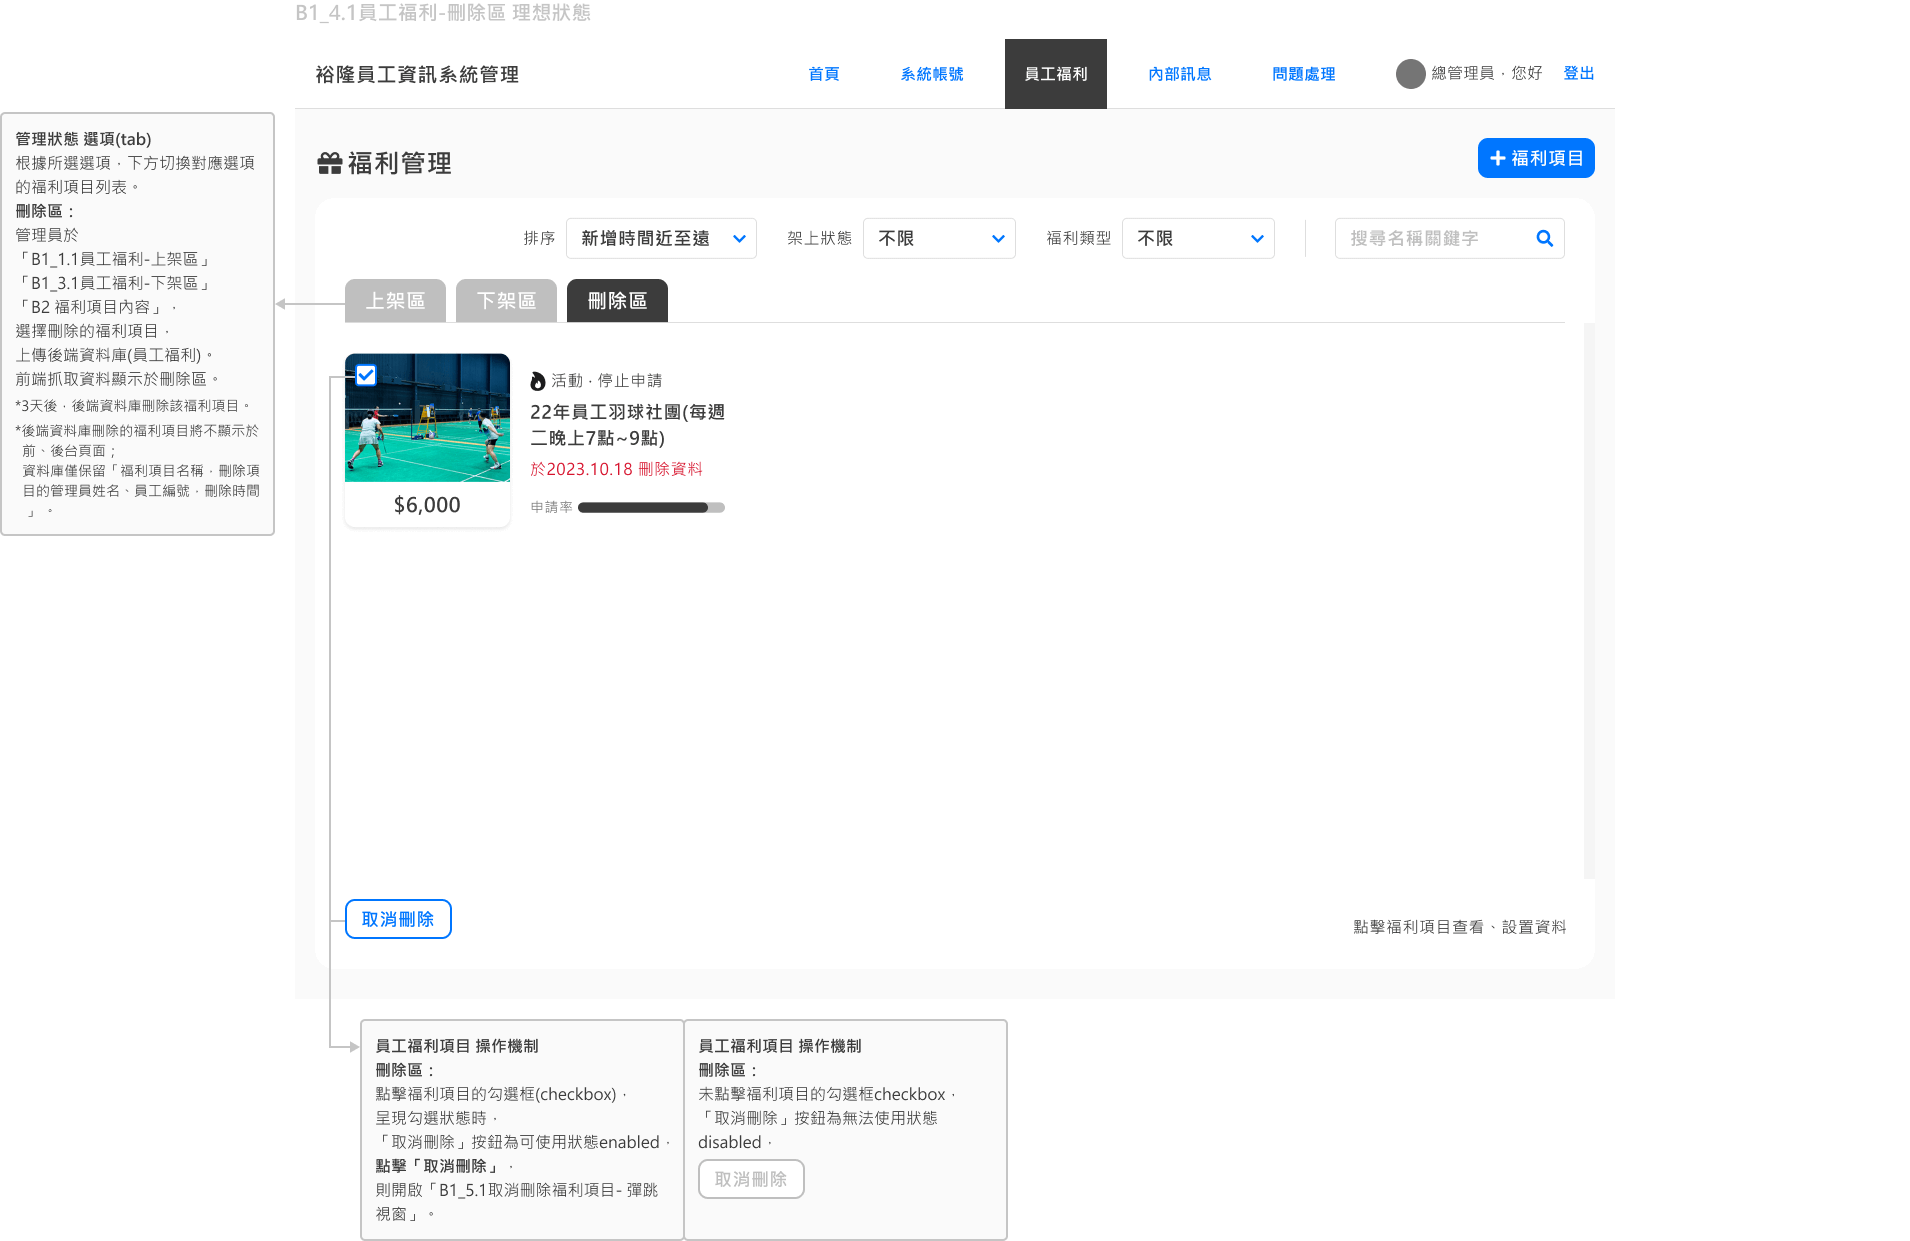 B1_4.1員工福利-刪除區 理想狀態
裕隆員工資訊系統管理
首頁
系統帳號
員工福利
內部訊息
問題處理
總管理員，您好
登出
管理狀態 選項(tab)
根據所選選項，下方切換對應選項
的福利項目列表。
刪除區：
管理員於
「B1_1.1員工福利-上架區」
「B1_3.1員工福利-下架區」
「B2 福利項目內容」，
選擇刪除的福利項目，
上傳後端資料庫(員工福利)。
前端抓取資料顯示於刪除區。
*3天後，後端資料庫刪除該福利項目。
*後端資料庫刪除的福利項目將不顯示於
前、後台頁面；
資料庫僅保留「福利項目名稱，刪除項
目的管理員姓名、員工編號，刪除時間
」。
福利管理
福利項目
排序
新增時間近至遠
架上狀態
不限
福利類型
不限
搜尋名稱關鍵字
上架區
下架區
刪除區
活動．停止申請
22年員工羽球社團(每週
二晚上7點~9點)
於2023.10.18 刪除資料
$6,000
申請率
取消刪除
點擊福利項目查看、設置資料
員工福利項目 操作機制
刪除區：
點擊福利項目的勾選框(checkbox)，
呈現勾選狀態時，
「取消刪除」按鈕為可使用狀態enabled，
點擊「取消刪除」，
則開啟「B1_5.1取消刪除福利項目- 彈跳
視窗」。
員工福利項目 操作機制
刪除區：
未點擊福利項目的勾選框checkbox，
「取消刪除」按鈕為無法使用狀態
disabled，
取消刪除